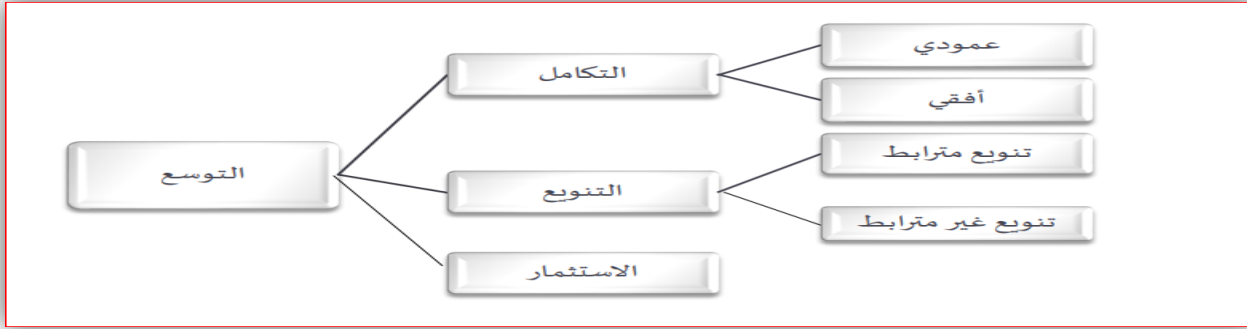 التوسع
التكامل
عمودي
أفقي
التنويع
تنويع مترابط
تنويع غير مترابط
الاستثمار